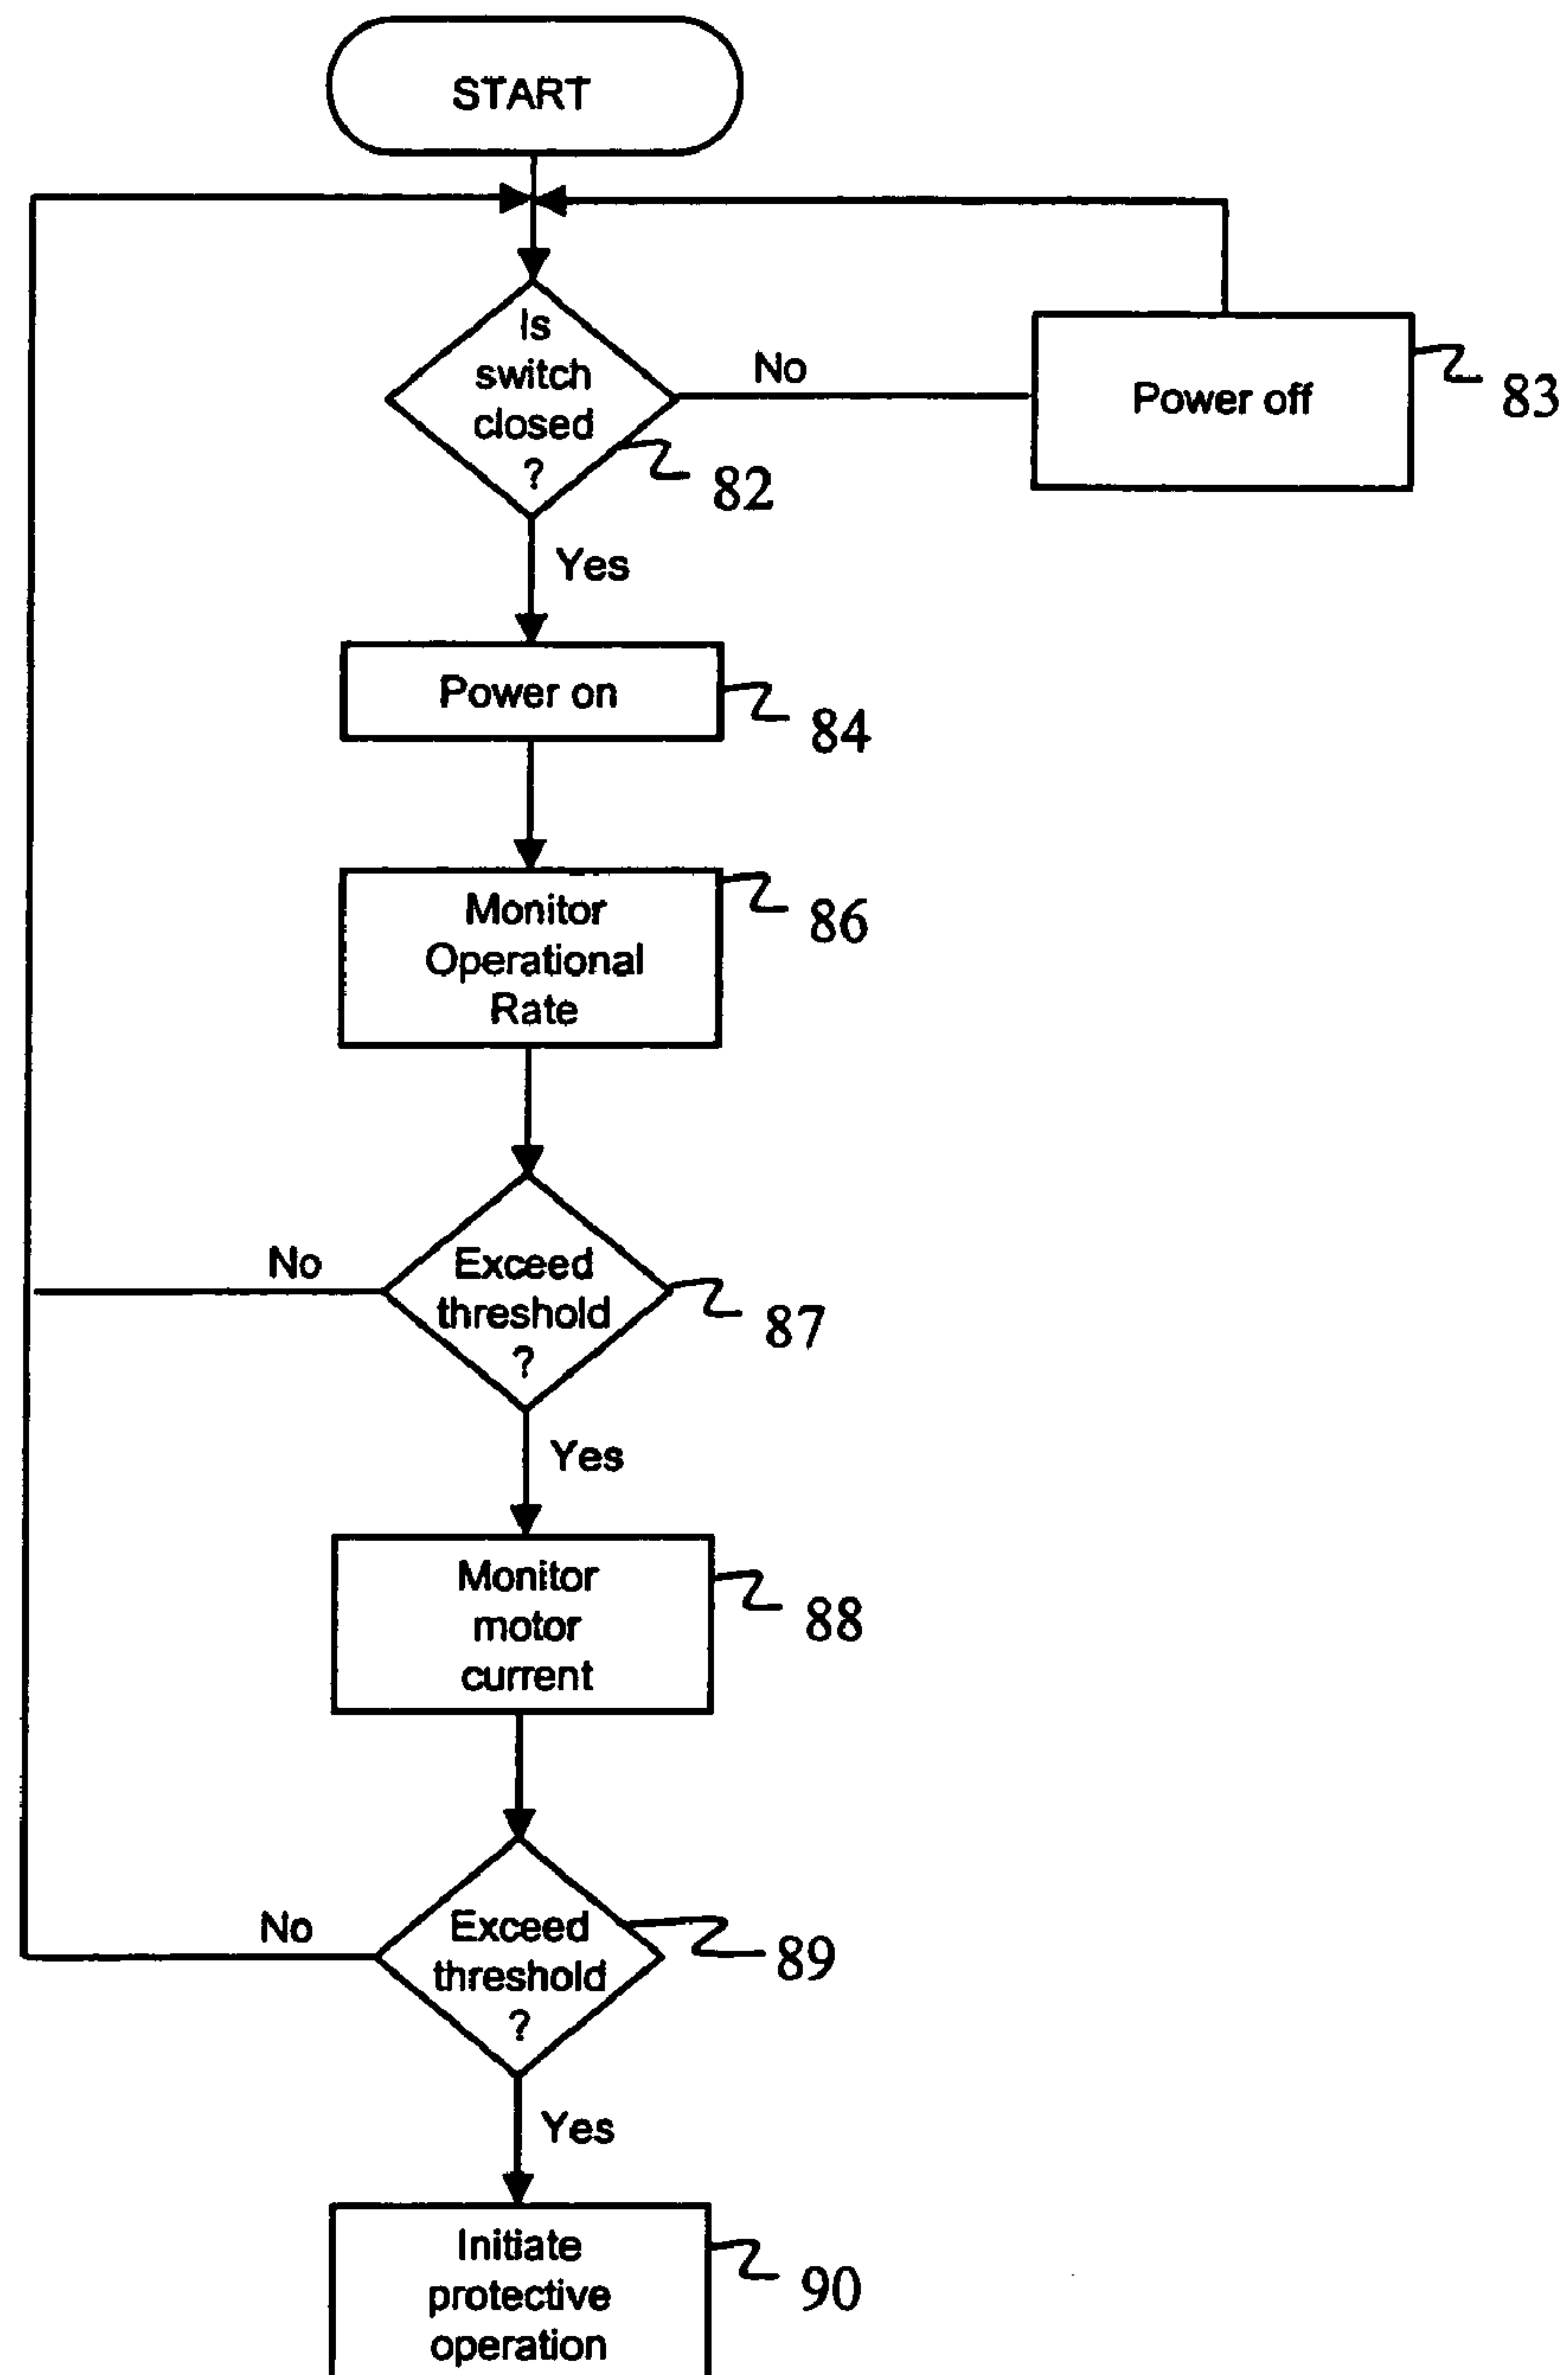 START
Is
switch
closed
?
82
No
Power off
83
Yes
Power on
84
Monitor
Operational
Rate
86
No
Exceed
threshold
?
87
Yes
Monitor
motor
current
88
No
Exceed
threshold
?
89
Yes
Initiate
protective
operation
90